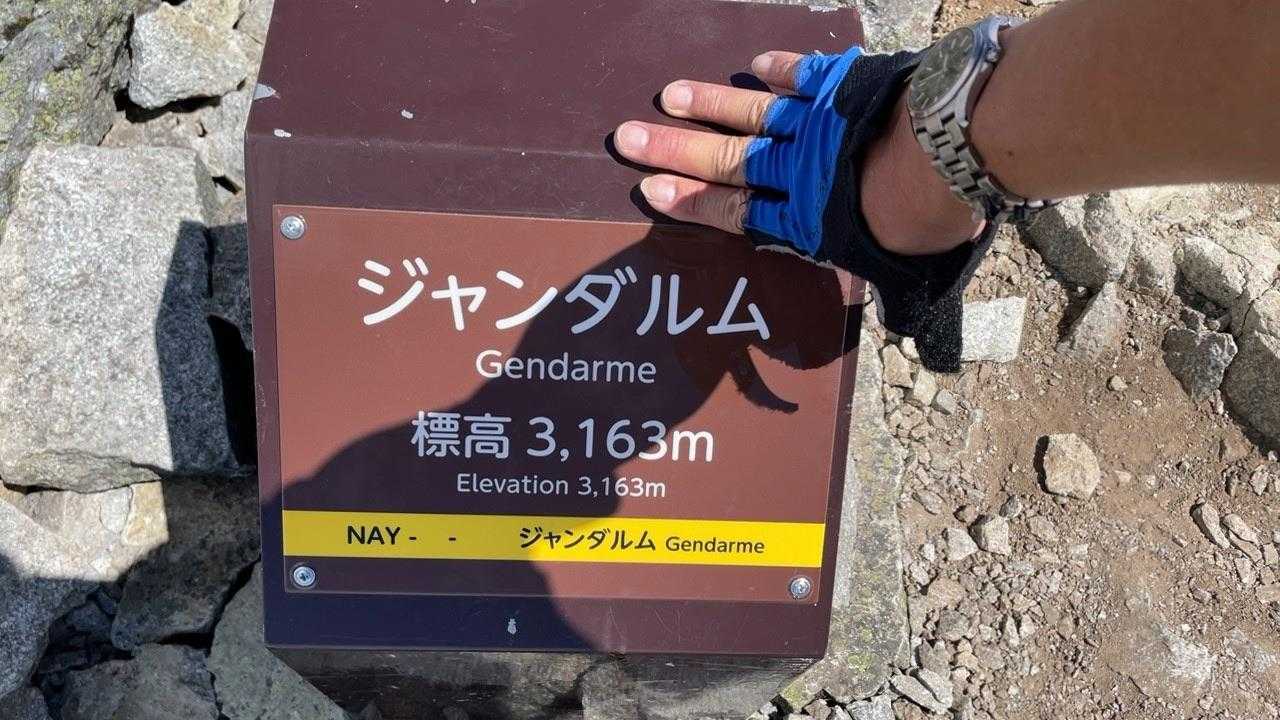 ジャンダルム
Gendarme
標高 3,163m
Elevation 3,163m
NAY - - ジャンダルム Gendarme